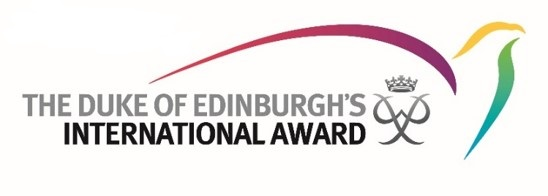 THE DUKE OF EDINBURGH'S
INTERNATIONAL AWARD